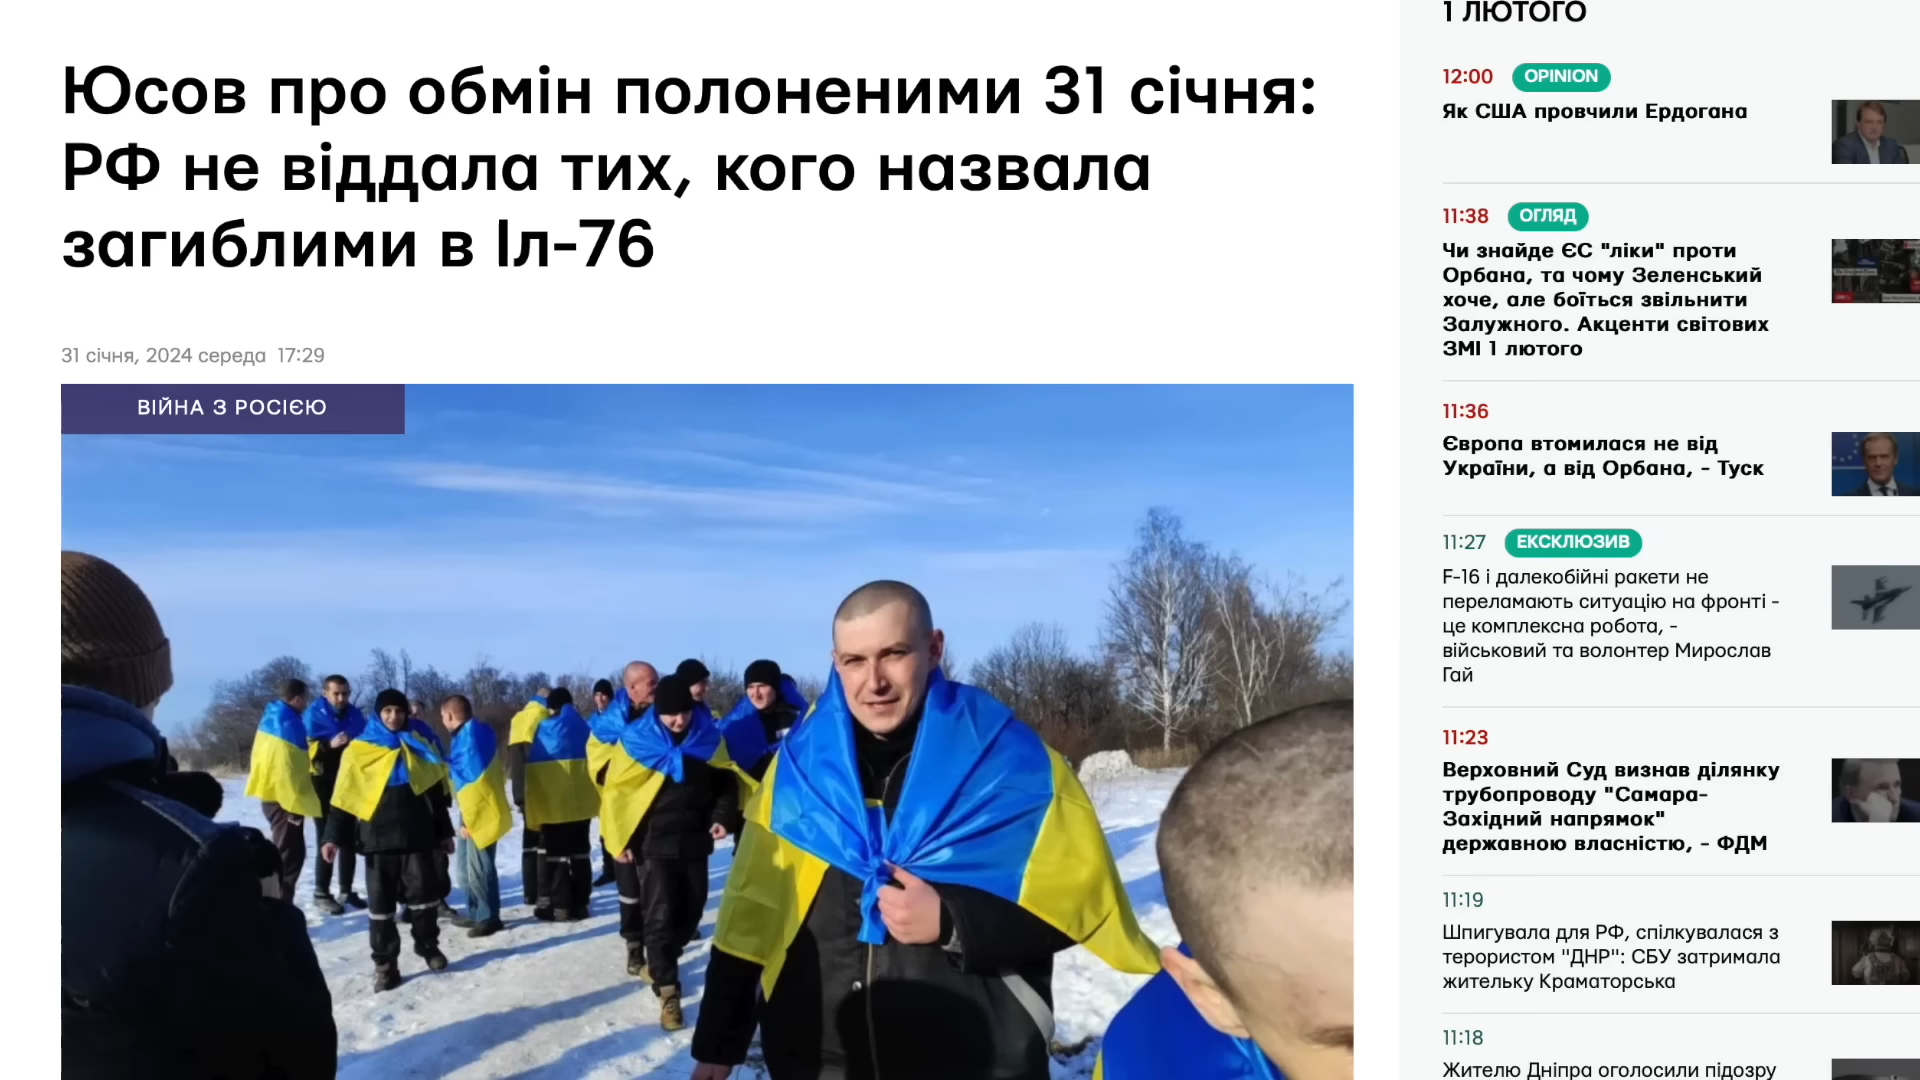 Юсов про обмін полоненими 31 січня:
РФ не віддала тих, кого назвала
загиблими в Іл-76
31 січня, 2024 середа 17:29
ВІЙНА З РОСІЄЮ
1 ЛЮТОГО
12:00 OPINION
Як США провчили Ердогана
11:38 ОГЛЯД
Чи знайде ЄС "ліки" проти
Орбана, та чому Зеленський
хоче, але боїться звільнити
Залужного. Акценти світових
ЗМІ 1 лютого
11:36
Європа втомилася не від
України, а від Орбана, - Туск
11:27 ЕКСКЛЮЗИВ
F-16 і далекобійні ракети не
переламають ситуацію на фронті -
це комплексна робота, -
військовий та волонтер Мирослав
Гай
11:23
Верховний Суд визнав ділянку
трубопроводу "Самара-
Західний напрямок"
державною власністю, - ФДМ
11:19
Шпигувала для РФ, спілкувалася з
терористом "ДНР": СБУ затримала
жительку Краматорська
11:18
Жителю Дніпра оголосили підозру